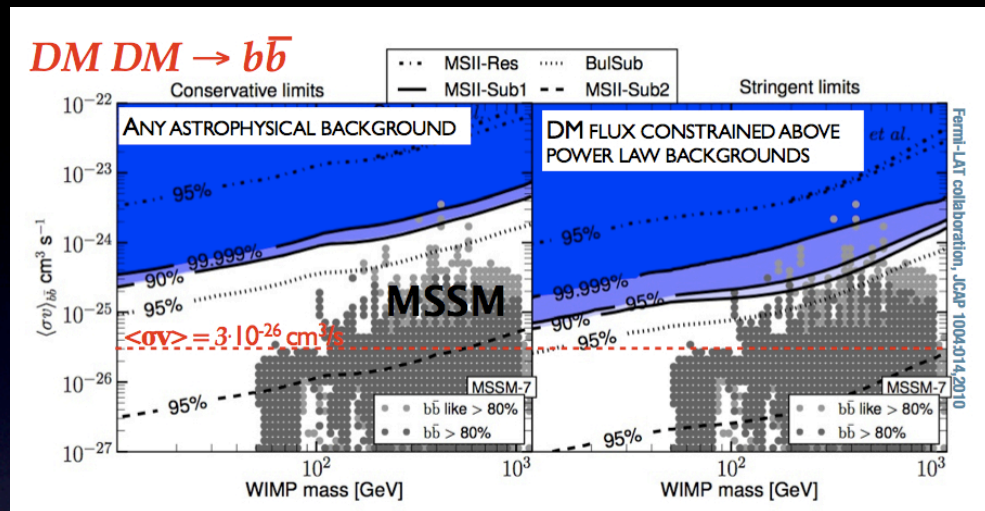 DM DM → bb̄
MSII-Res
BulSub
MSII-Sub1
MSII-Sub2
Conservative limits
Stringent limits
ANY ASTROPHYSICAL BACKGROUND
DM FLUX CONSTRAINED ABOVE
POWER LAW BACKGROUNDS
et al.
10⁻²²
10⁻²³
10⁻²⁴
10⁻²⁵
10⁻²⁶
10⁻²⁷
⟨σv⟩bb̄ cm³ s⁻¹
95%
99.999%
90%
95%
95%
MSSM
<σv> = 3·10⁻²⁶ cm³/s
MSSM-7
bb̄ like > 80%
bb̄ > 80%
10²
10³
WIMP mass [GeV]
95%
99.999%
90%
95%
95%
95%
MSSM-7
bb̄ like > 80%
bb̄ > 80%
10²
10³
WIMP mass [GeV]
Fermi-LAT collaboration, JCAP 1004:014,2010